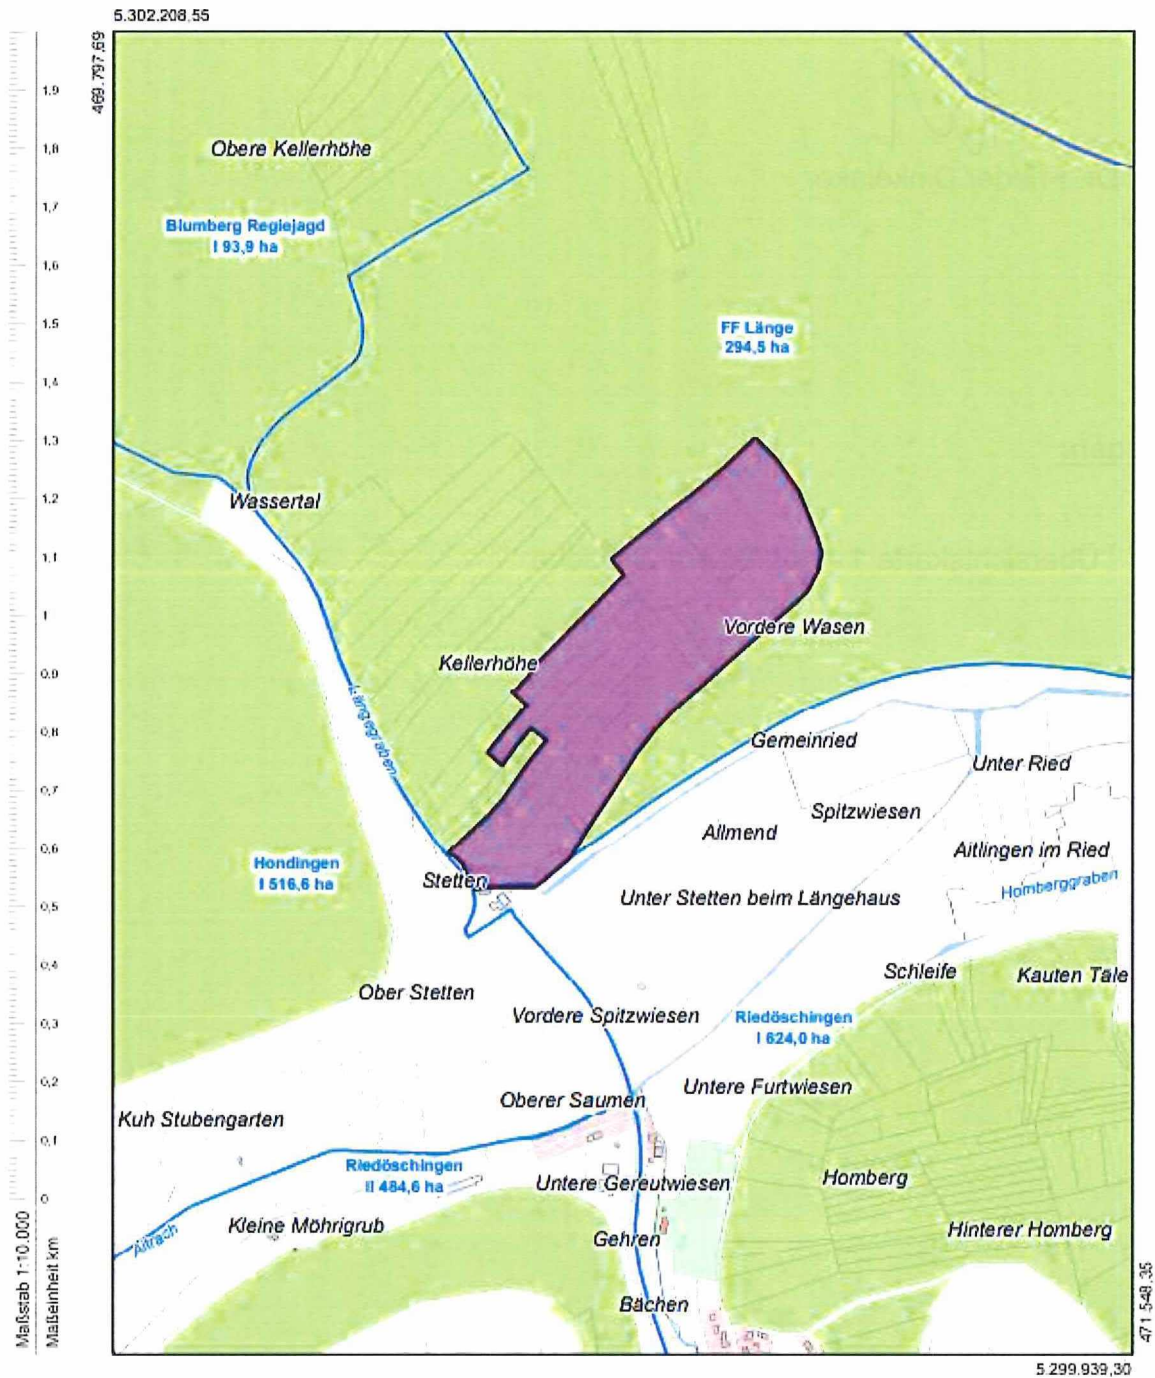 5.302.208,55
469.797,69
1,9
1,8
1,7
1,6
1,5
1,4
1,3
1,2
1,1
1
0,9
0,8
0,7
0,6
0,5
0,4
0,3
0,2
0,1
0
Maßstab 1:10.000
Maßeinheit km
Obere Kellerhöhe
Blumberg Regiejagd
I 93,9 ha
FF Länge
294,5 ha
Wassertal
Vordere Wasen
Kellerhöhe
Längegraben
Gemeinried
Unter Ried
Spitzwiesen
Allmend
Aitlingen im Ried
Hondingen
I 516,6 ha
Stetten
Homberggraben
Unter Stetten beim Längehaus
Schleife
Kauten Täle
Ober Stetten
Vordere Spitzwiesen
Riedöschingen
I 624,0 ha
Untere Furtwiesen
Oberer Saumen
Kuh Stubengarten
Riedöschingen
II 484,6 ha
Untere Gereutwiesen
Homberg
Kleine Möhrigrub
Aitrach
Gehren
Hinterer Homberg
Bächen
471.548,35
5.299.939,30